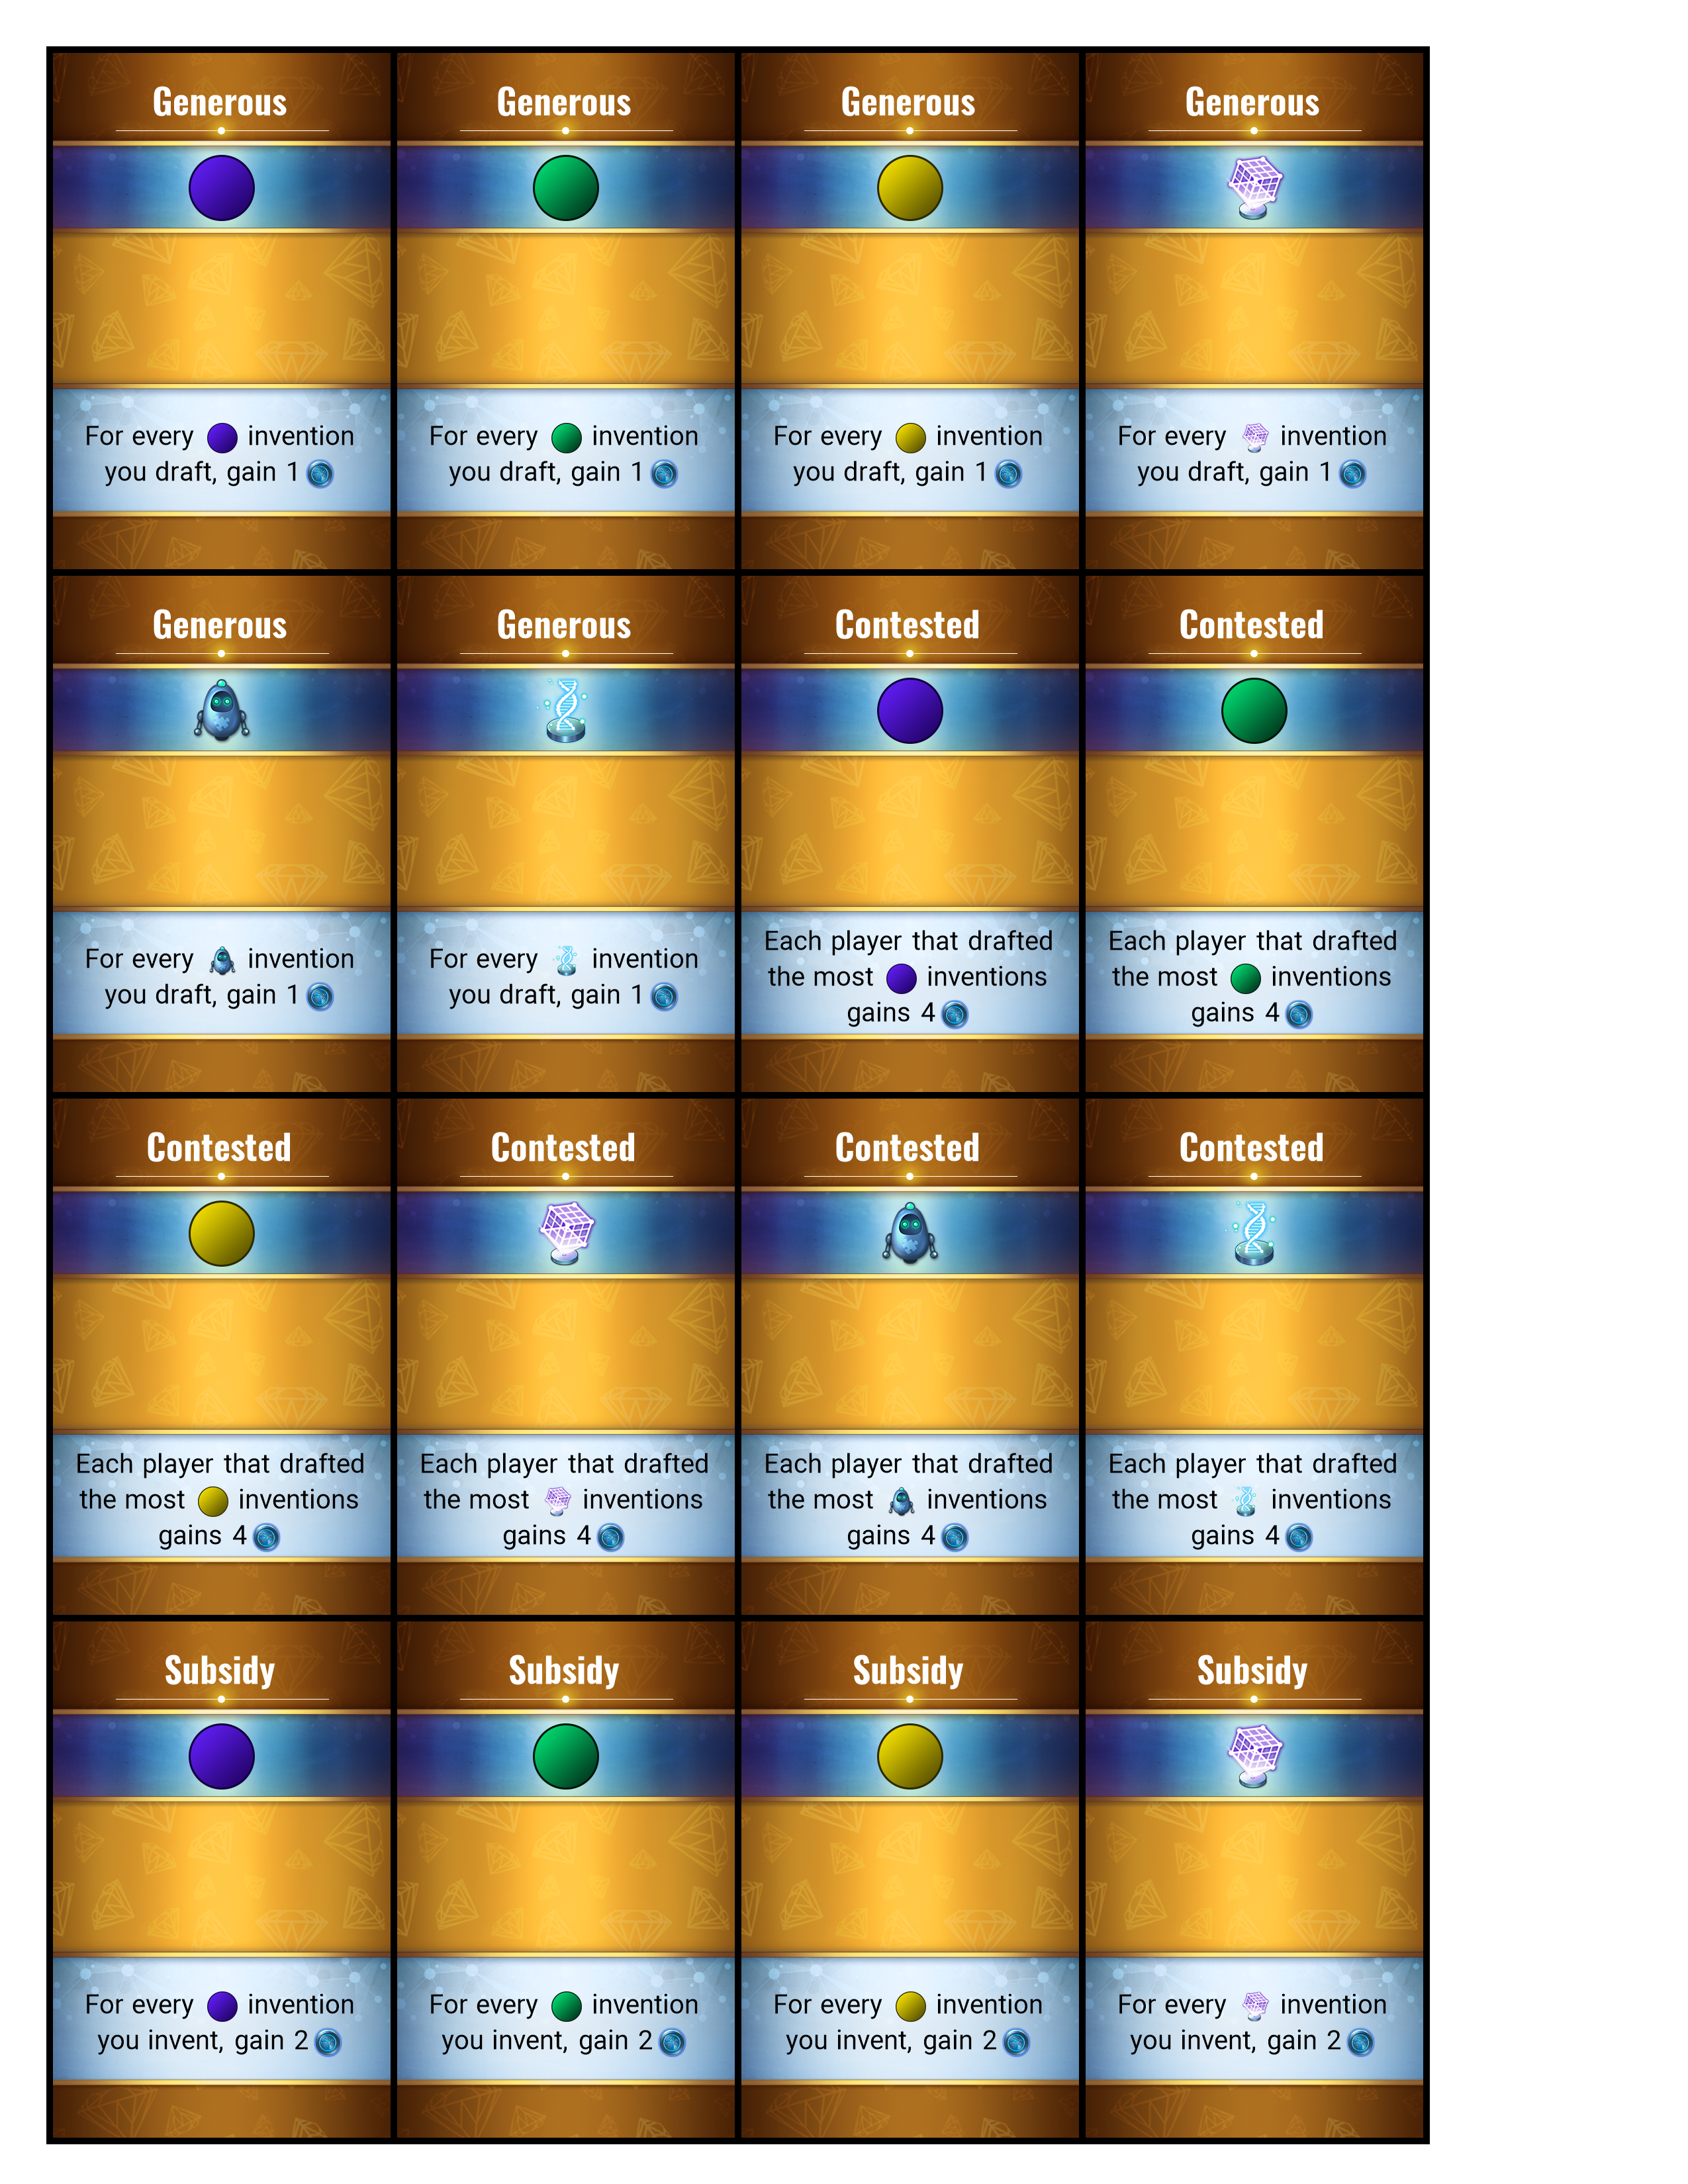 Generous
For every invention
you draft, gain 1
Generous
For every invention
you draft, gain 1
Generous
For every invention
you draft, gain 1
Generous
For every invention
you draft, gain 1
Generous
For every invention
you draft, gain 1
Generous
For every invention
you draft, gain 1
Contested
Each player that drafted
the most inventions
gains 4
Contested
Each player that drafted
the most inventions
gains 4
Contested
Each player that drafted
the most inventions
gains 4
Contested
Each player that drafted
the most inventions
gains 4
Contested
Each player that drafted
the most inventions
gains 4
Contested
Each player that drafted
the most inventions
gains 4
Subsidy
For every invention
you invent, gain 2
Subsidy
For every invention
you invent, gain 2
Subsidy
For every invention
you invent, gain 2
Subsidy
For every invention
you invent, gain 2